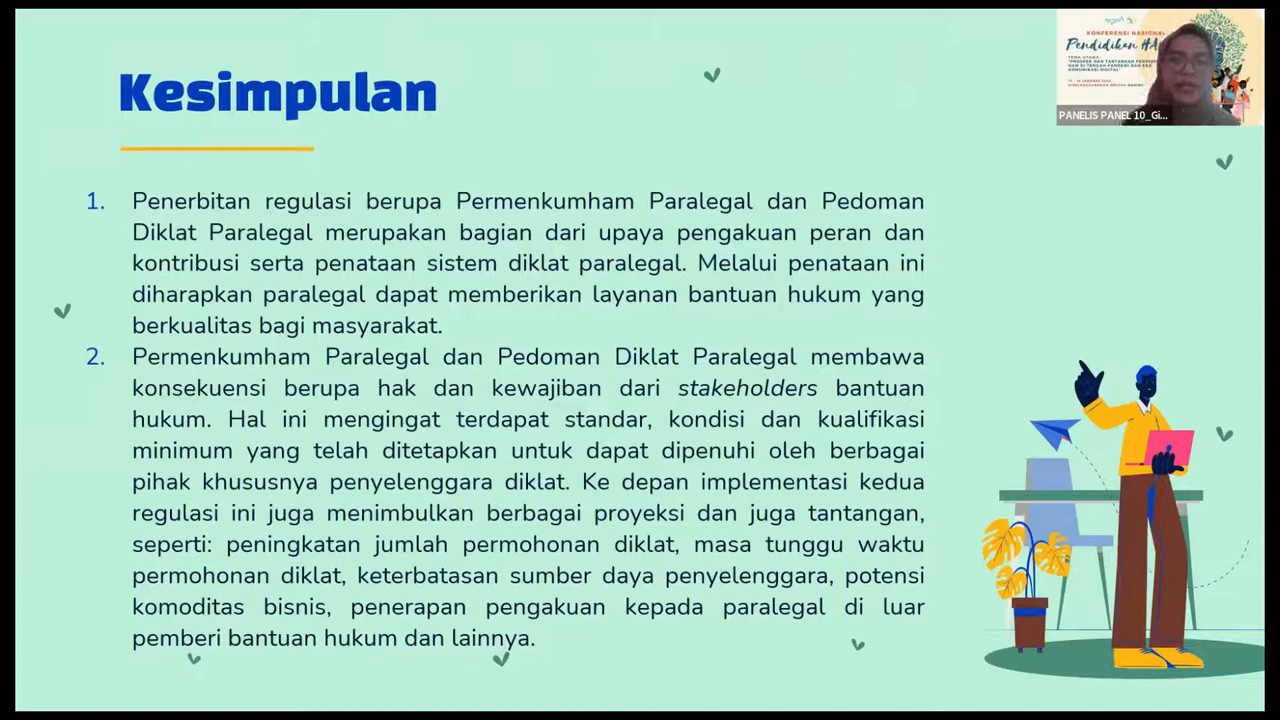 Kesimpulan
KONFERENSI NASIONAL
Pendidikan HA
TEMA UTAMA:
PANELIS PANEL 10_Gi...
1. Penerbitan regulasi berupa Permenkumham Paralegal dan Pedoman
Diklat Paralegal merupakan bagian dari upaya pengakuan peran dan
kontribusi serta penataan sistem diklat paralegal. Melalui penataan ini
diharapkan paralegal dapat memberikan layanan bantuan hukum yang
berkualitas bagi masyarakat.
2. Permenkumham Paralegal dan Pedoman Diklat Paralegal membawa
konsekuensi berupa hak dan kewajiban dari stakeholders bantuan
hukum. Hal ini mengingat terdapat standar, kondisi dan kualifikasi
minimum yang telah ditetapkan untuk dapat dipenuhi oleh berbagai
pihak khususnya penyelenggara diklat. Ke depan implementasi kedua
regulasi ini juga menimbulkan berbagai proyeksi dan juga tantangan,
seperti: peningkatan jumlah permohonan diklat, masa tunggu waktu
permohonan diklat, keterbatasan sumber daya penyelenggara, potensi
komoditas bisnis, penerapan pengakuan kepada paralegal di luar
pemberi bantuan hukum dan lainnya.